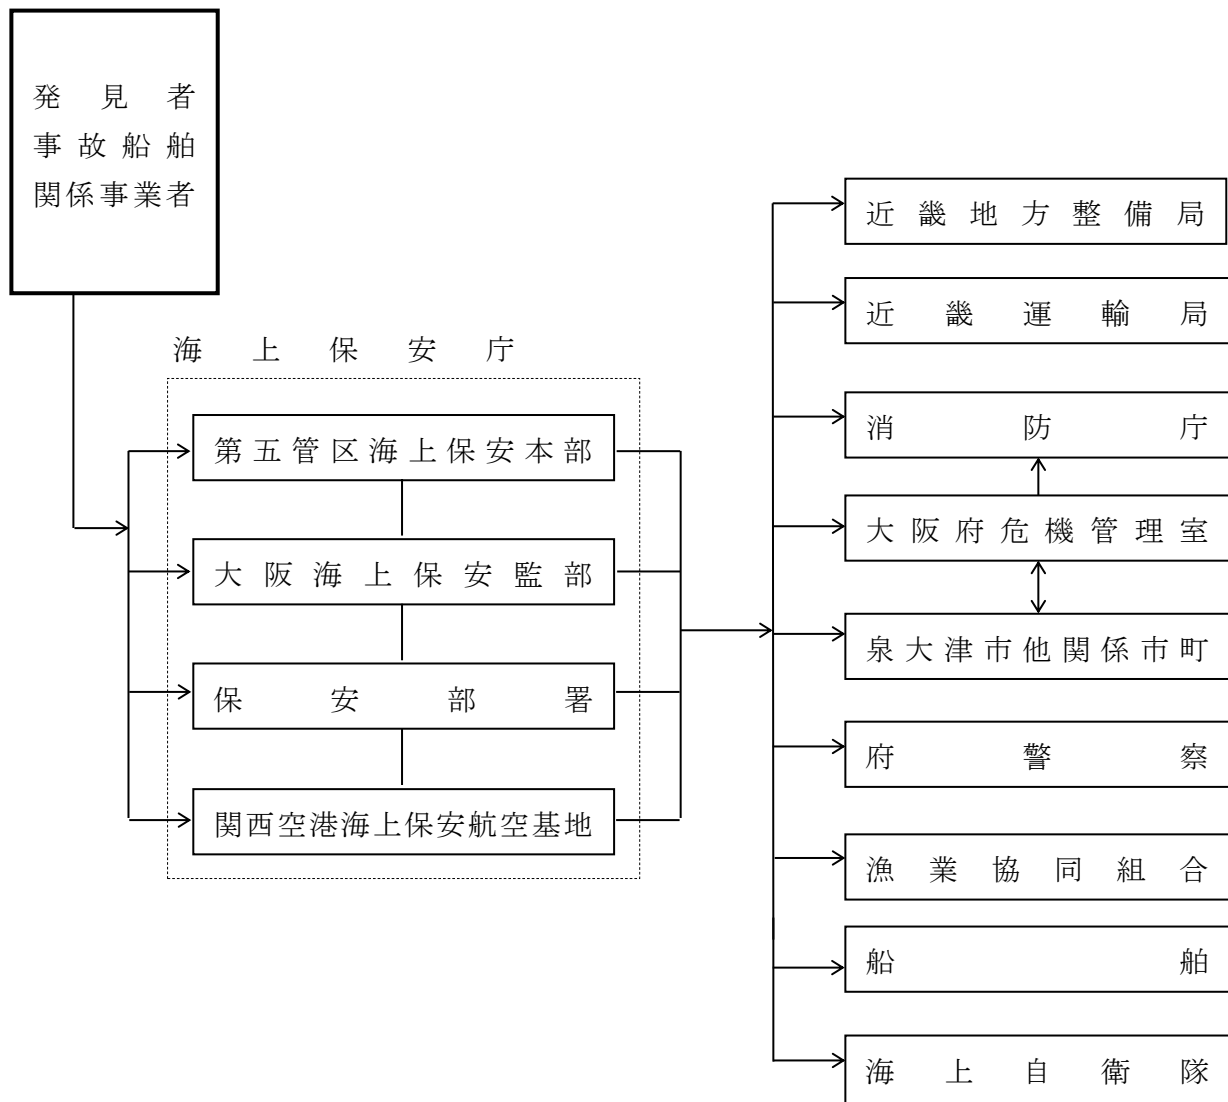 発見者
事故船舶
関係事業者
海上保安庁
第五管区海上保安本部
大阪海上保安監部
保安部署
関西空港海上保安航空基地
近畿地方整備局
近畿運輸局
消防庁
大阪府危機管理室
泉大津市他関係市町
府警察
漁業協同組合
船舶
海上自衛隊